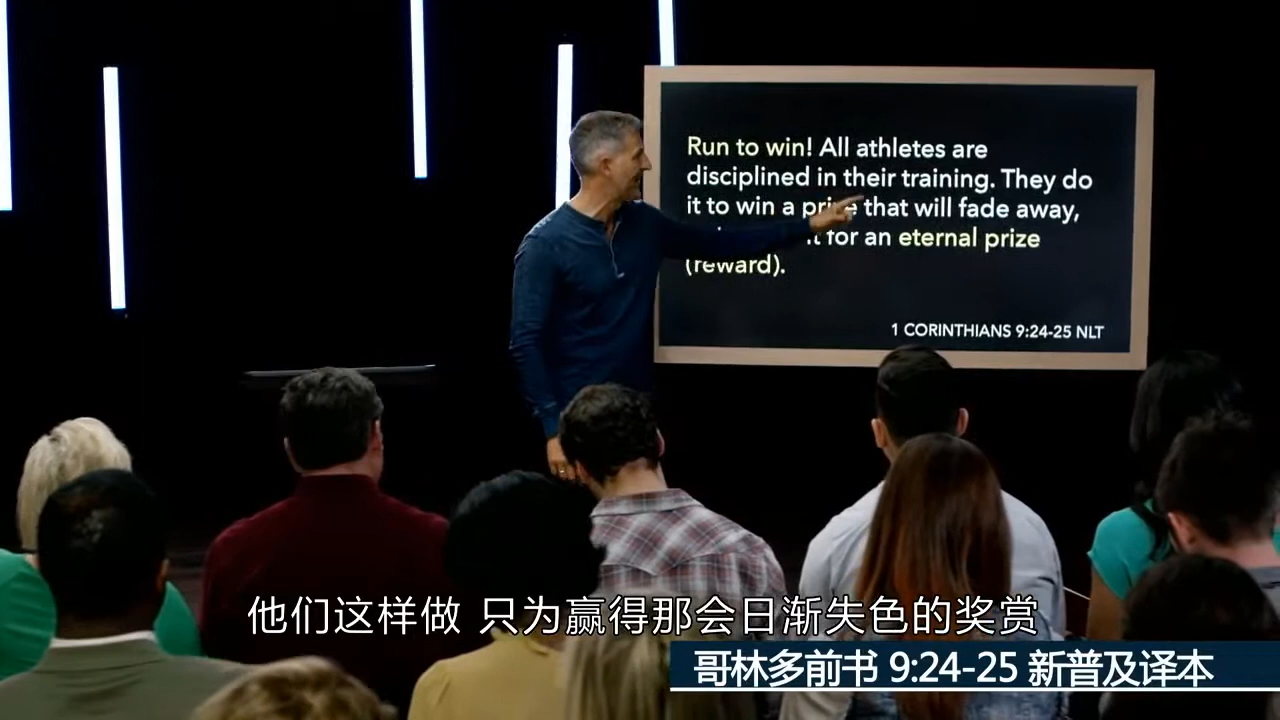 Run to win! All athletes are
disciplined in their training. They do
it to win a prize that will fade away,
for an eternal prize
(reward).
1 CORINTHIANS 9:24-25 NLT
他们这样做 只为赢得那会日渐失色的奖赏
哥林多前书 9:24-25 新普及译本